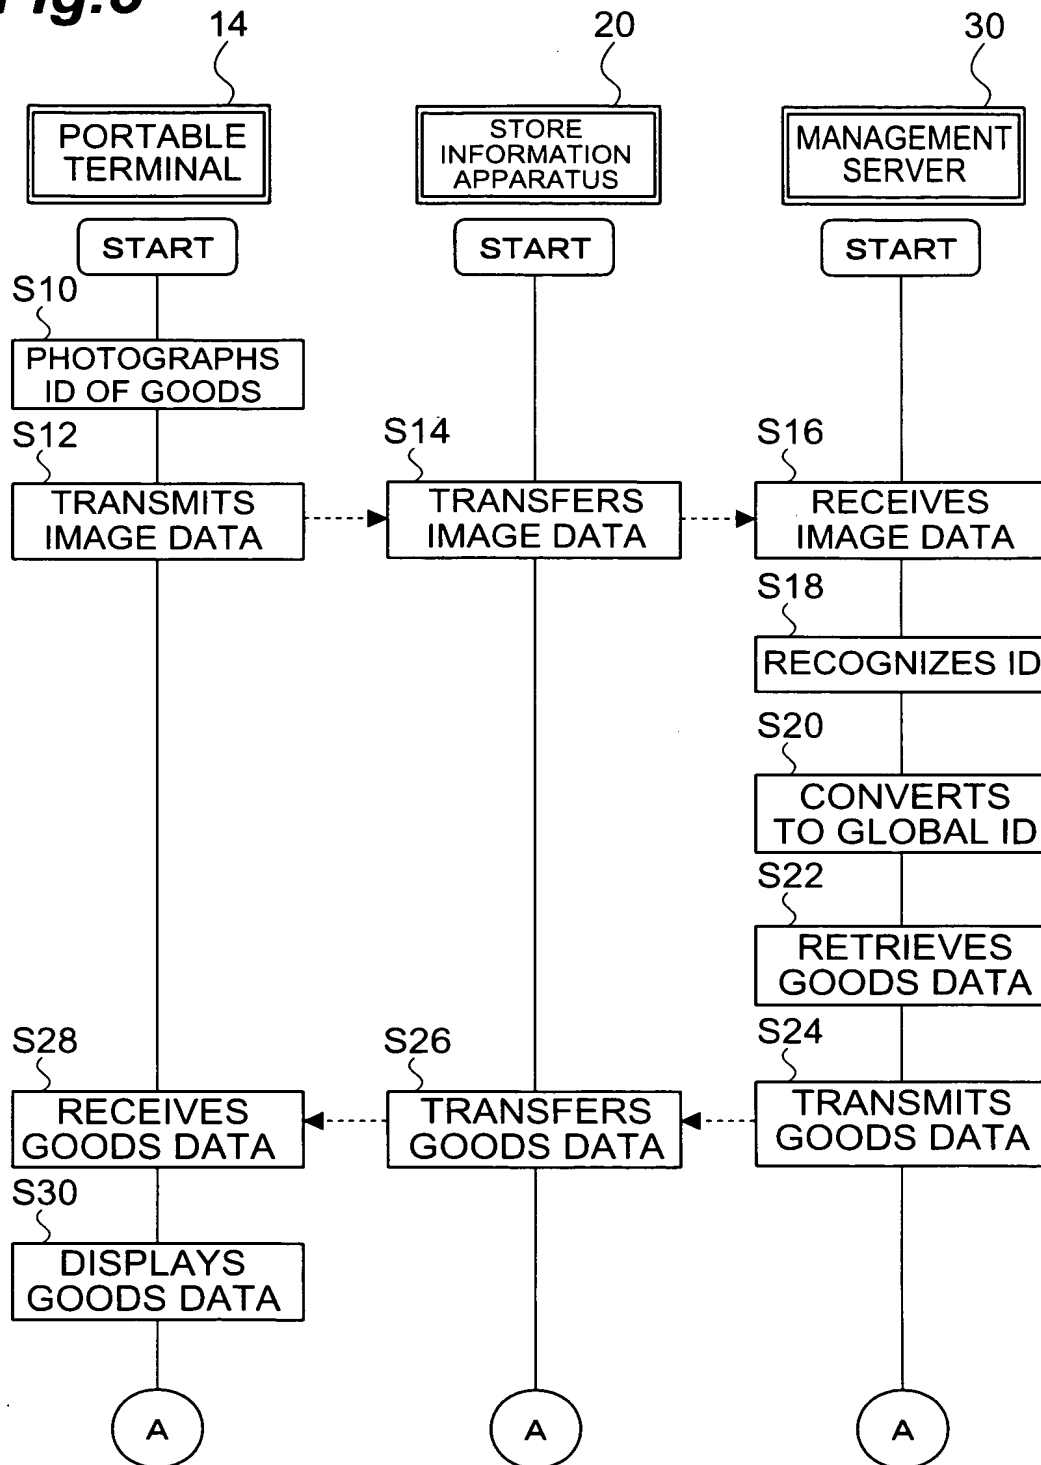 14
20
30
PORTABLE
TERMINAL
STORE
INFORMATION
APPARATUS
MANAGEMENT
SERVER
START
START
START
S10
PHOTOGRAPHS
ID OF GOODS
S12
S14
S16
TRANSMITS
IMAGE DATA
TRANSFERS
IMAGE DATA
RECEIVES
IMAGE DATA
S18
RECOGNIZES ID
S20
CONVERTS
TO GLOBAL ID
S22
RETRIEVES
GOODS DATA
S28
S26
S24
RECEIVES
GOODS DATA
TRANSFERS
GOODS DATA
TRANSMITS
GOODS DATA
S30
DISPLAYS
GOODS DATA
A
A
A